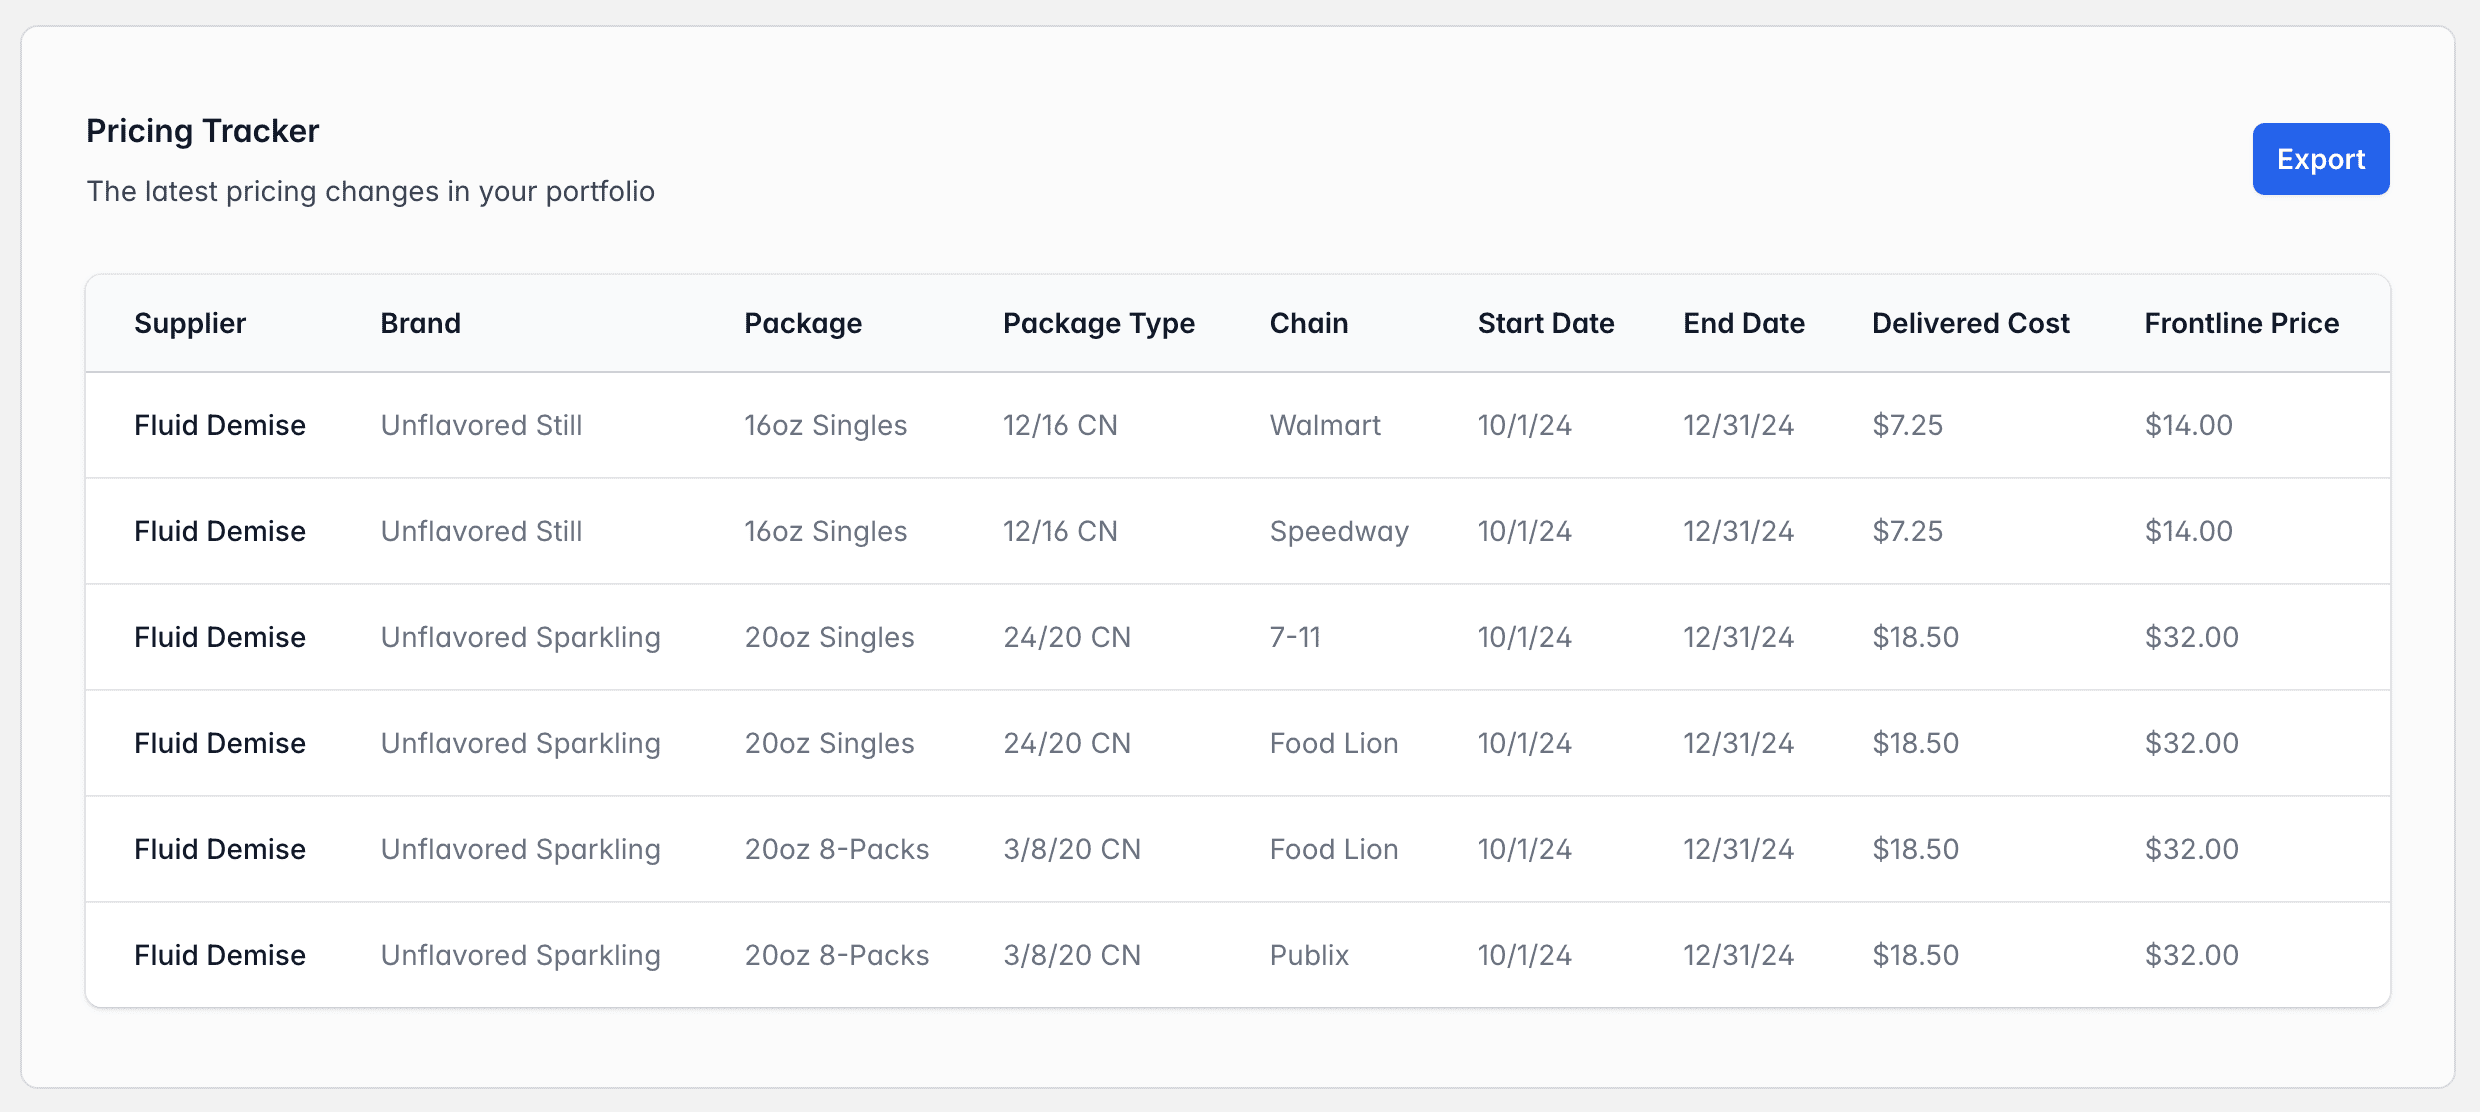 Pricing Tracker
The latest pricing changes in your portfolio
Export
Supplier Brand Package Package Type Chain Start Date End Date Delivered Cost Frontline Price
Fluid Demise Unflavored Still 16oz Singles 12/16 CN Walmart 10/1/24 12/31/24 $7.25 $14.00
Fluid Demise Unflavored Still 16oz Singles 12/16 CN Speedway 10/1/24 12/31/24 $7.25 $14.00
Fluid Demise Unflavored Sparkling 20oz Singles 24/20 CN 7-11 10/1/24 12/31/24 $18.50 $32.00
Fluid Demise Unflavored Sparkling 20oz Singles 24/20 CN Food Lion 10/1/24 12/31/24 $18.50 $32.00
Fluid Demise Unflavored Sparkling 20oz 8-Packs 3/8/20 CN Food Lion 10/1/24 12/31/24 $18.50 $32.00
Fluid Demise Unflavored Sparkling 20oz 8-Packs 3/8/20 CN Publix 10/1/24 12/31/24 $18.50 $32.00